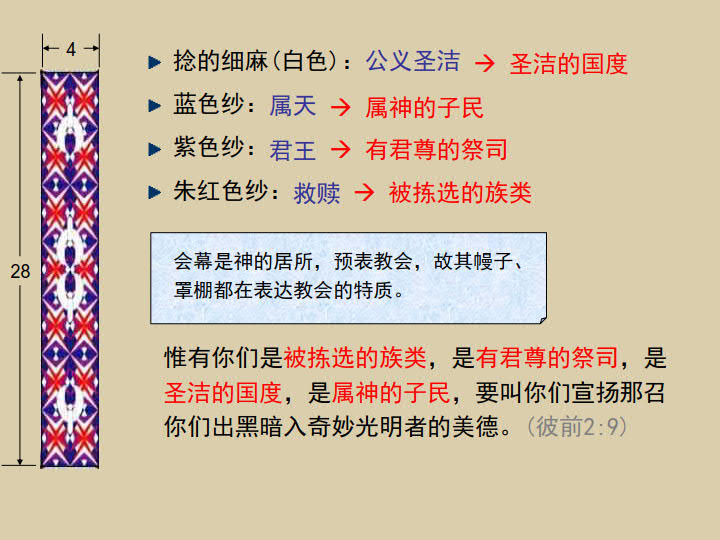 4
捻的细麻(白色)：公义圣洁 → 圣洁的国度
蓝色纱：属天 → 属神的子民
紫色纱：君王 → 有君尊的祭司
朱红色纱：救赎 → 被拣选的族类
28
会幕是神的居所，预表教会，故其幔子、
罩棚都在表达教会的特质。
惟有你们是被拣选的族类，是有君尊的祭司，是
圣洁的国度，是属神的子民，要叫你们宣扬那召
你们出黑暗入奇妙光明者的美德。(彼前2:9)